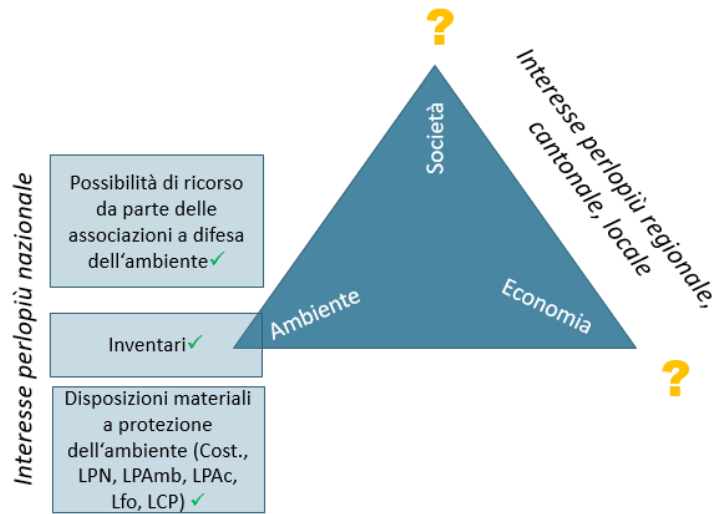 ?
Interesse perlopiù regionale,
cantonale, locale
Società
Interesse perlopiù nazionale
Possibilità di ricorso
da parte delle
associazioni a difesa
dell'ambiente✓
Ambiente
Economia
Inventari✓
?
Disposizioni materiali
a protezione
dell'ambiente (Cost.,
LPN, LPAmb, LPAc,
Lfo, LCP) ✓